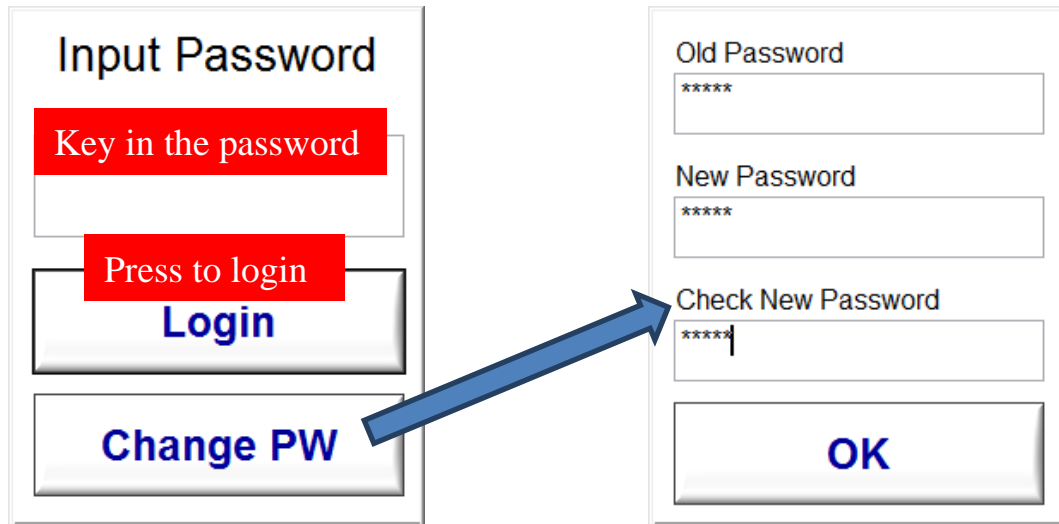 Input Password
Key in the password
Press to login
Login
Change PW
Old Password
*****
New Password
*****
Check New Password
*****
OK